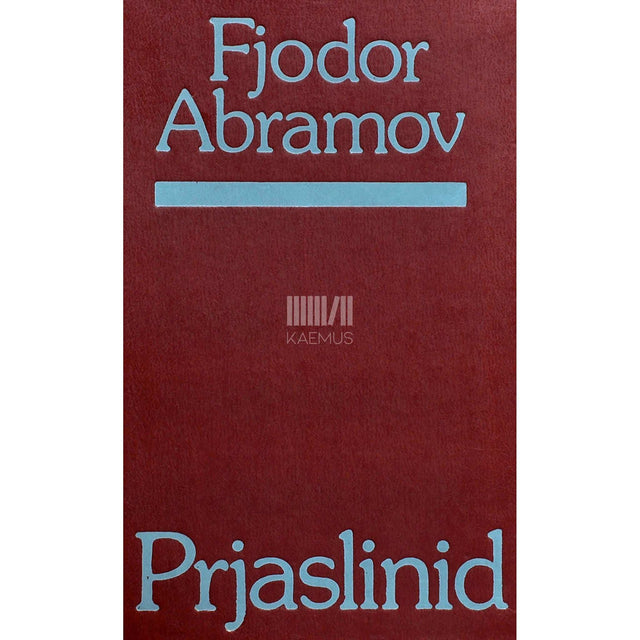 Fjodor
Abramov
KAEMUS
Prjaslinid